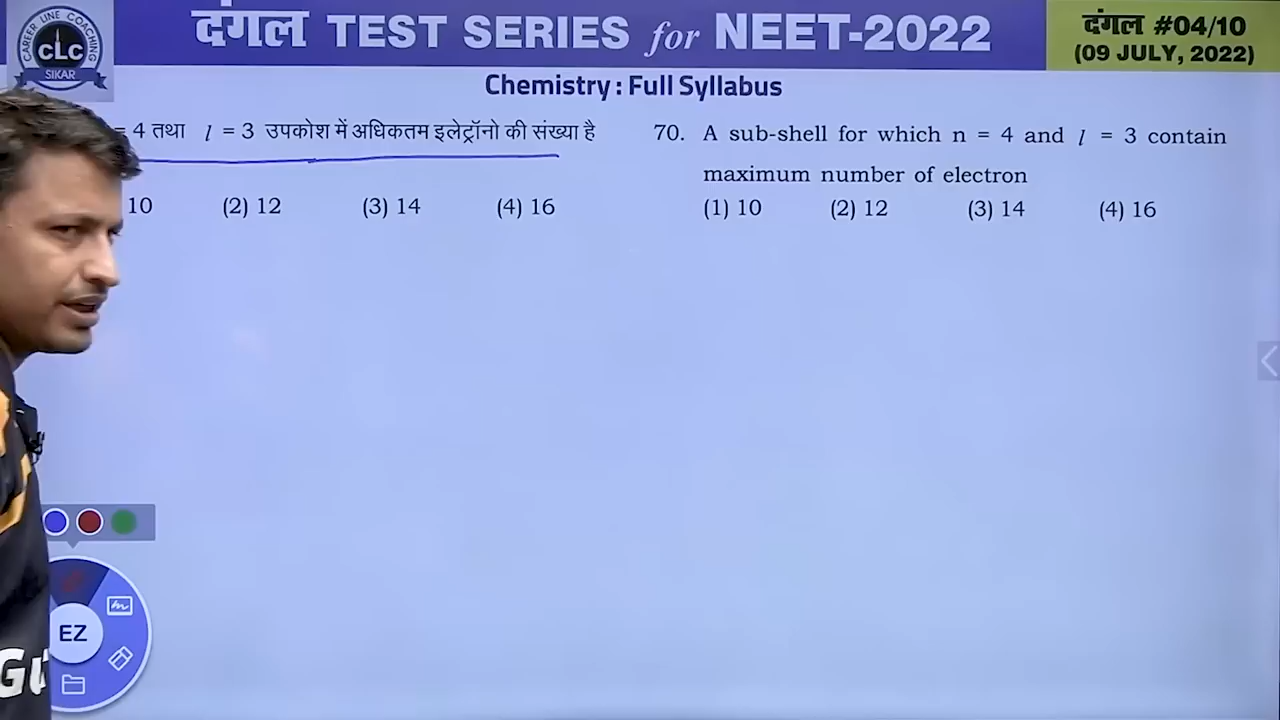 CAREER LINE COACHING
CLC
SIKAR
दंगल TEST SERIES for NEET-2022
दंगल #04/10
(09 JULY, 2022)
Chemistry : Full Syllabus
= 4 तथा l = 3 उपकोश में अधिकतम इलेट्रॉनो की संख्या है
10 (2) 12 (3) 14 (4) 16
70. A sub-shell for which n = 4 and l = 3 contain
maximum number of electron
(1) 10 (2) 12 (3) 14 (4) 16
EZ